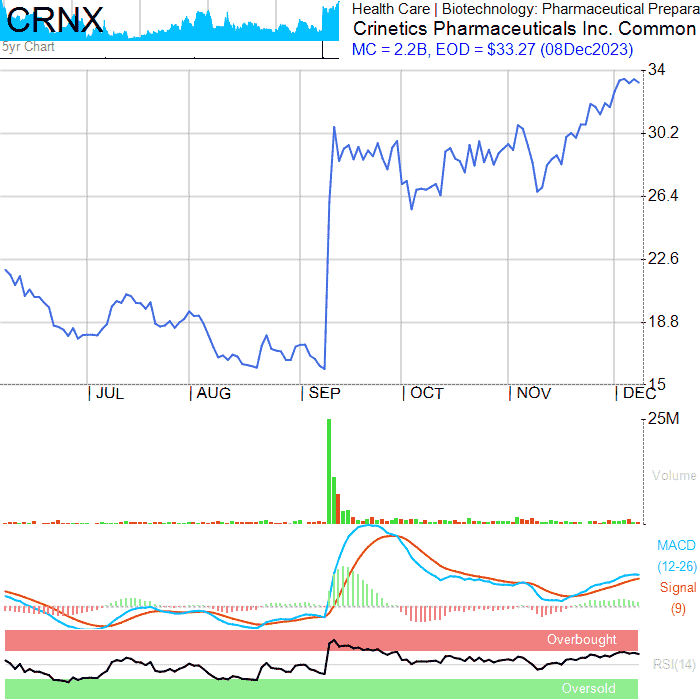 CRNX
5yr Chart
Health Care | Biotechnology: Pharmaceutical Prepara
Crinetics Pharmaceuticals Inc. Common
MC = 2.2B, EOD = $33.27 (08Dec2023)
34
30.2
26.4
22.6
18.8
15
| JUL | AUG | SEP | OCT | NOV | DEC
25M
Volume
MACD
(12-26)
Signal
(9)
Overbought
RSI(14)
Oversold